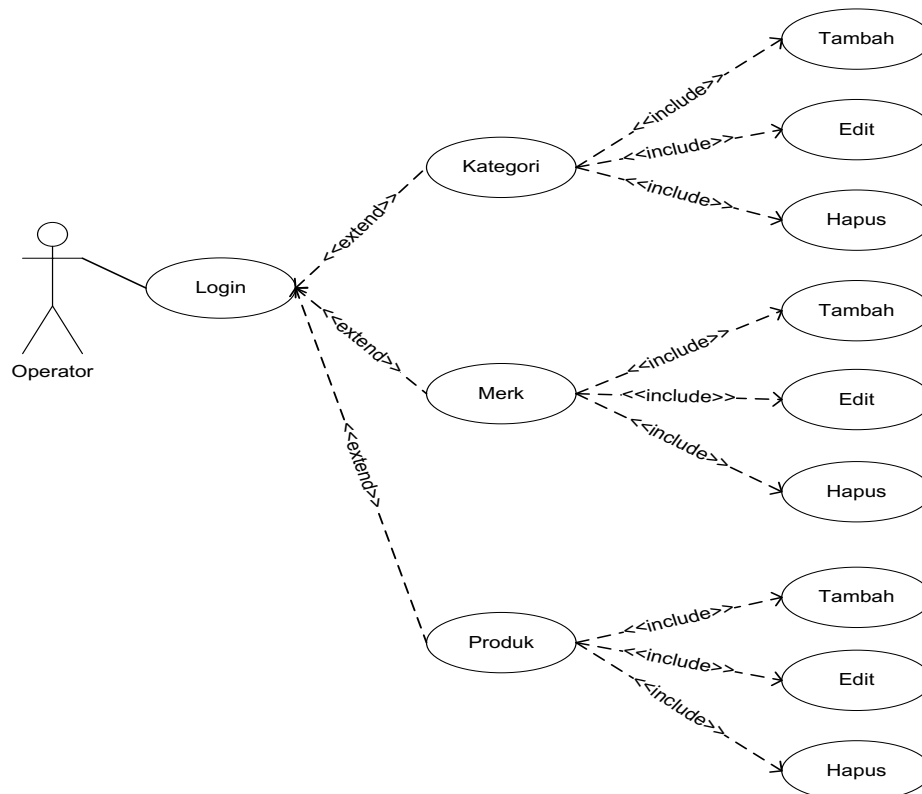 Operator
Login
<<extend>>
<<extend>>
<<extend>>
Kategori
<<include>>
<<include>>
<<include>>
Tambah
Edit
Hapus
Merk
<<include>>
<<include>>
<<include>>
Tambah
Edit
Hapus
Produk
<<include>>
<<include>>
<<include>>
Tambah
Edit
Hapus